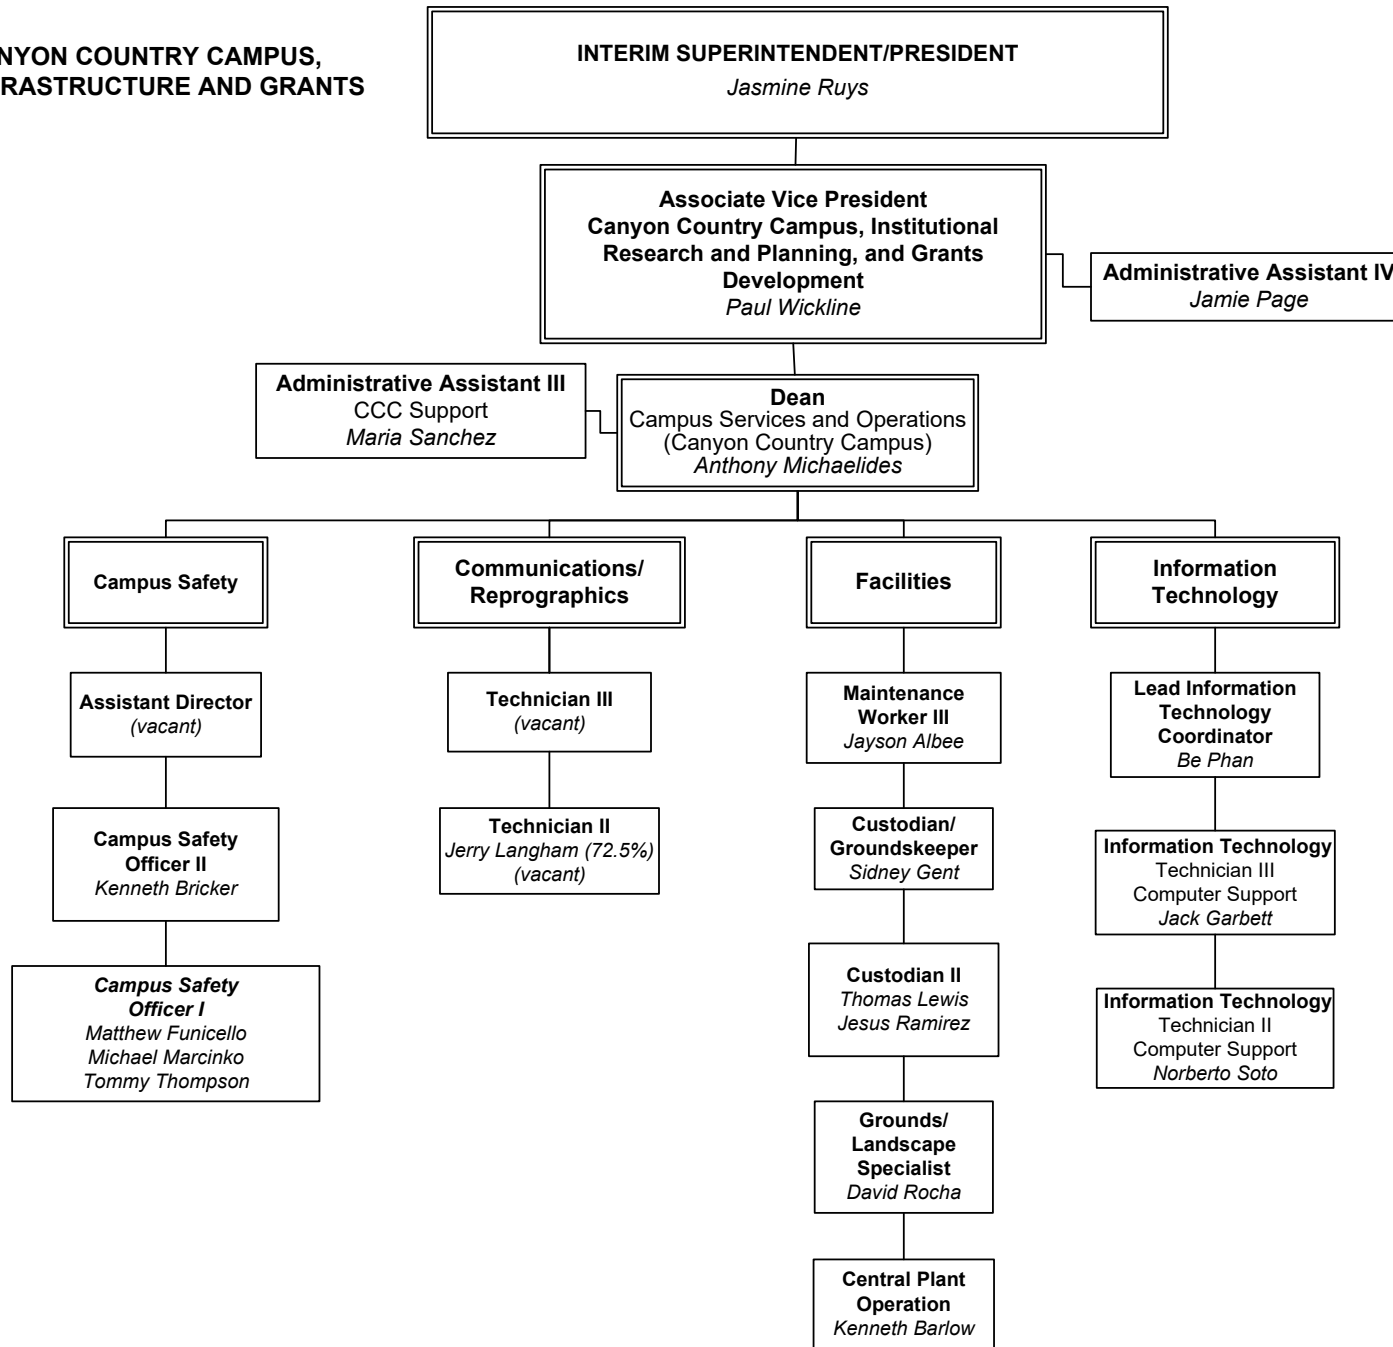 NYON COUNTRY CAMPUS,
RASTRUCTURE AND GRANTS
INTERIM SUPERINTENDENT/PRESIDENT
Jasmine Ruys
Associate Vice President
Canyon Country Campus, Institutional
Research and Planning, and Grants
Development
Paul Wickline
Administrative Assistant IV
Jamie Page
Administrative Assistant III
CCC Support
Maria Sanchez
Dean
Campus Services and Operations
(Canyon Country Campus)
Anthony Michaelides
Campus Safety
Assistant Director
(vacant)
Campus Safety
Officer II
Kenneth Bricker
Campus Safety
Officer I
Matthew Funicello
Michael Marcinko
Tommy Thompson
Communications/
Reprographics
Technician III
(vacant)
Technician II
Jerry Langham (72.5%)
(vacant)
Facilities
Maintenance
Worker III
Jayson Albee
Custodian/
Groundskeeper
Sidney Gent
Custodian II
Thomas Lewis
Jesus Ramirez
Grounds/
Landscape
Specialist
David Rocha
Central Plant
Operation
Kenneth Barlow
Information
Technology
Lead Information
Technology
Coordinator
Be Phan
Information Technology
Technician III
Computer Support
Jack Garbett
Information Technology
Technician II
Computer Support
Norberto Soto